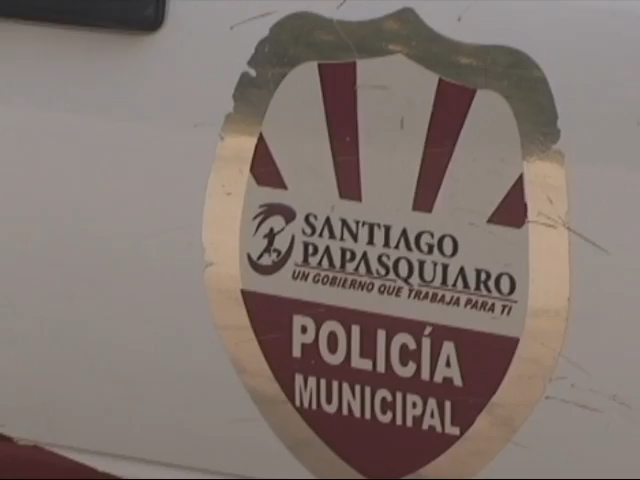 SANTIAGO
PAPASQUIARO
UN GOBIERNO QUE TRABAJA PARA TI
POLICÍA
MUNICIPAL